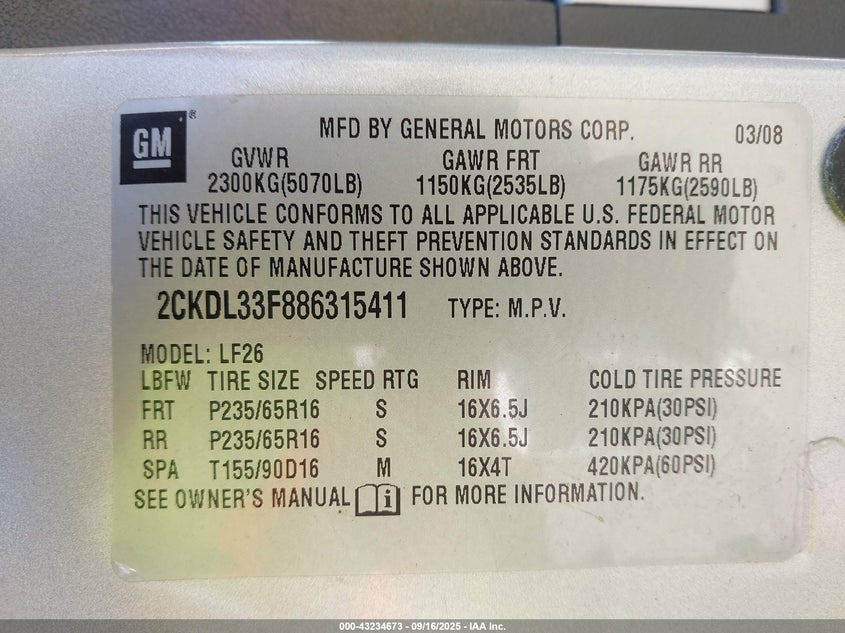 GM ® MFD BY GENERAL MOTORS CORP. 03/08
GVWR GAWR FRT GAWR RR
2300KG(5070LB) 1150KG(2535LB) 1175KG(2590LB)
THIS VEHICLE CONFORMS TO ALL APPLICABLE U.S. FEDERAL MOTOR
VEHICLE SAFETY AND THEFT PREVENTION STANDARDS IN EFFECT ON
THE DATE OF MANUFACTURE SHOWN ABOVE.
2CKDL33F886315411 TYPE: M.P.V.
MODEL: LF26
LBFW TIRE SIZE SPEED RTG RIM COLD TIRE PRESSURE
FRT P235/65R16 S 16X6.5J 210KPA(30PSI)
RR P235/65R16 S 16X6.5J 210KPA(30PSI)
SPA T155/90D16 M 16X4T 420KPA(60PSI)
SEE OWNER'S MANUAL i FOR MORE INFORMATION.
000-43234673 - 09/16/2025 - IAA Inc.